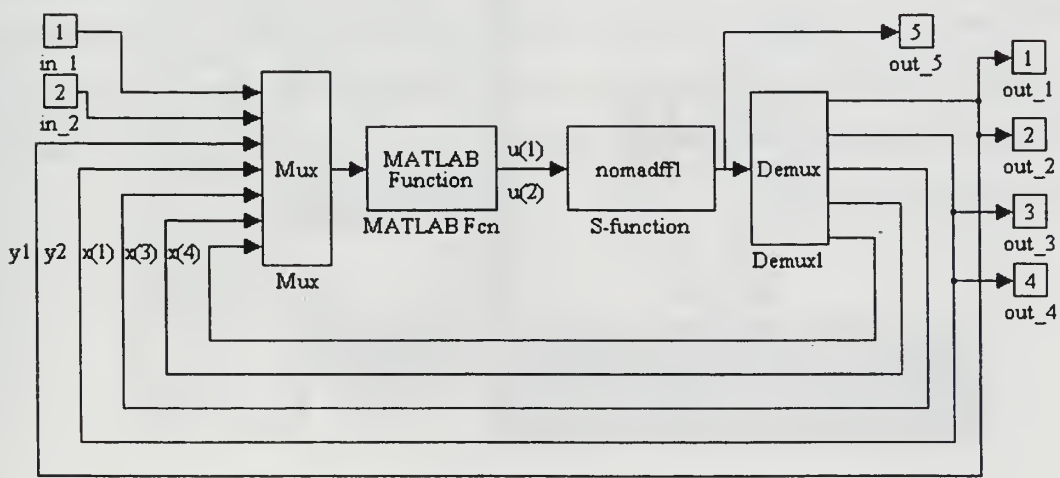 1
in_1
2
in_2
Mux
Mux
MATLAB
Function
MATLAB Fcn
u(1)
u(2)
nomadffl
S-function
Demux
Demux1
5
out_5
1
out_1
2
out_2
3
out_3
4
out_4
y1 y2 x(1) x(3) x(4)